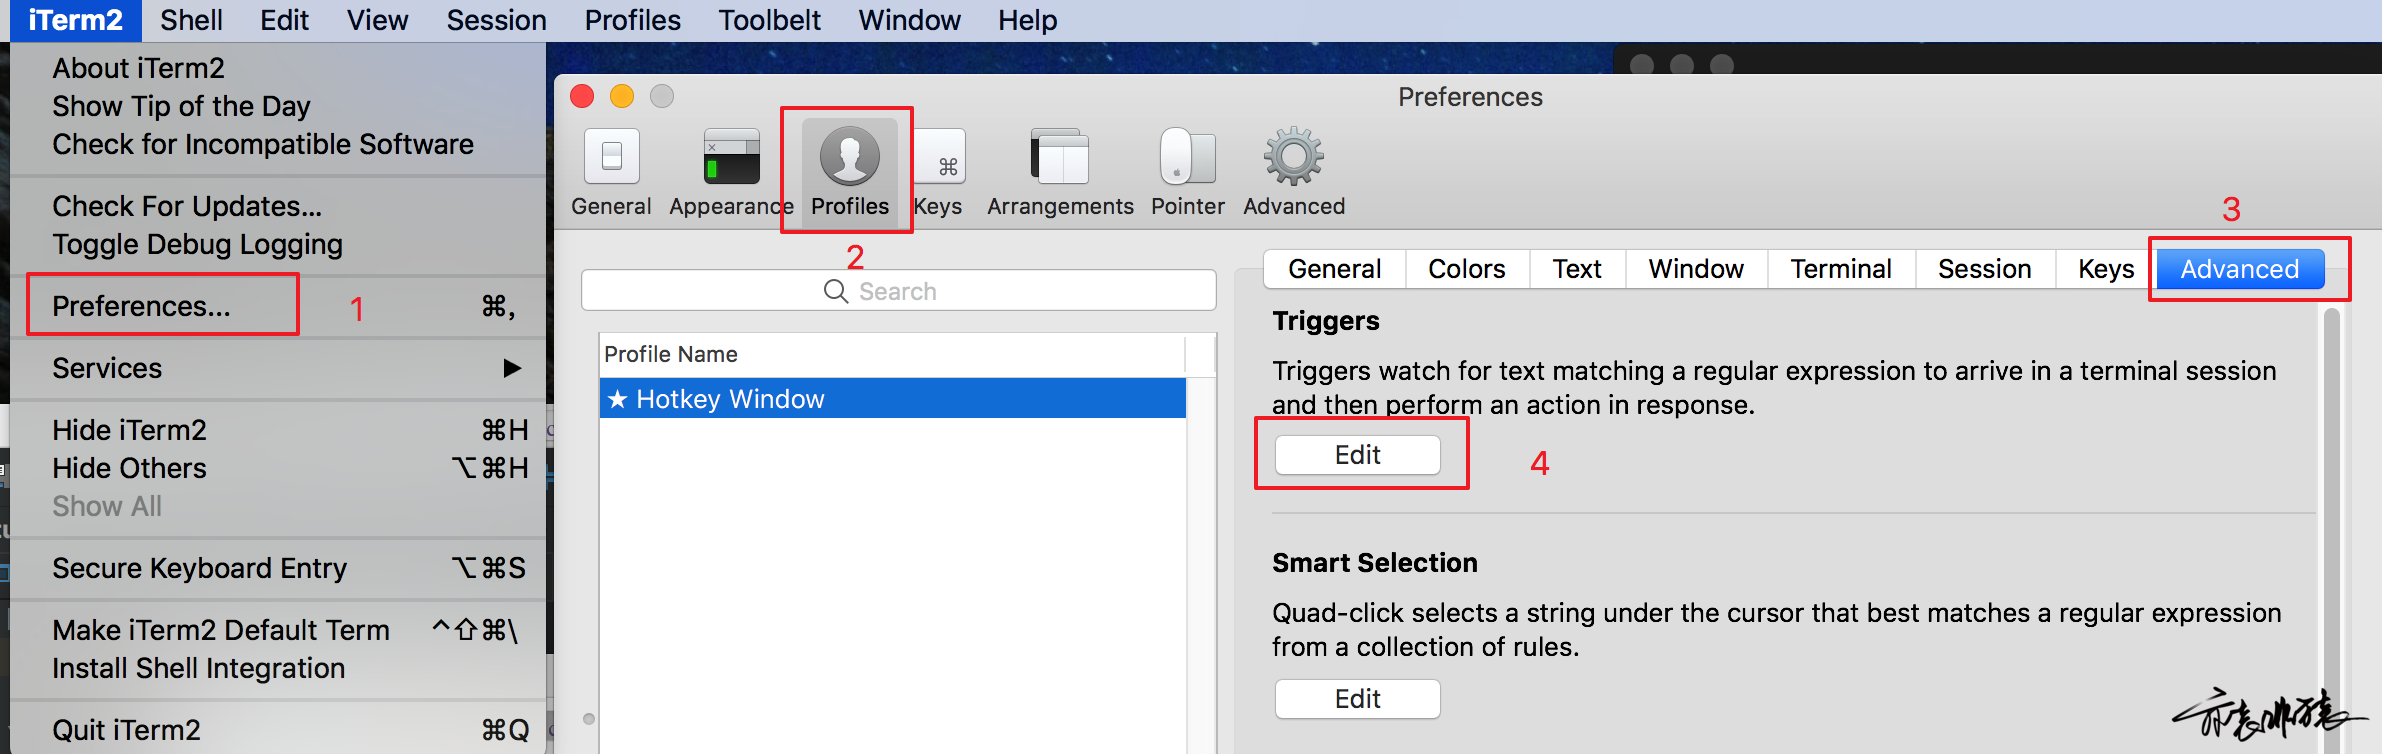 iTerm2 Shell Edit View Session Profiles Toolbelt Window Help
About iTerm2
Show Tip of the Day
Check for Incompatible Software
Check For Updates...
Toggle Debug Logging
Preferences... ⌘,
1
Services ▶
Hide iTerm2 ⌘H
Hide Others ⌥⌘H
Show All
Secure Keyboard Entry ⌥⌘S
Make iTerm2 Default Term ^⇧⌘\
Install Shell Integration
Quit iTerm2 ⌘Q
Preferences
General Appearance Profiles Keys Arrangements Pointer Advanced
2
3
Search
Profile Name
★ Hotkey Window
General Colors Text Window Terminal Session Keys Advanced
Triggers
Triggers watch for text matching a regular expression to arrive in a terminal session
and then perform an action in response.
Edit
4
Smart Selection
Quad-click selects a string under the cursor that best matches a regular expression
from a collection of rules.
Edit